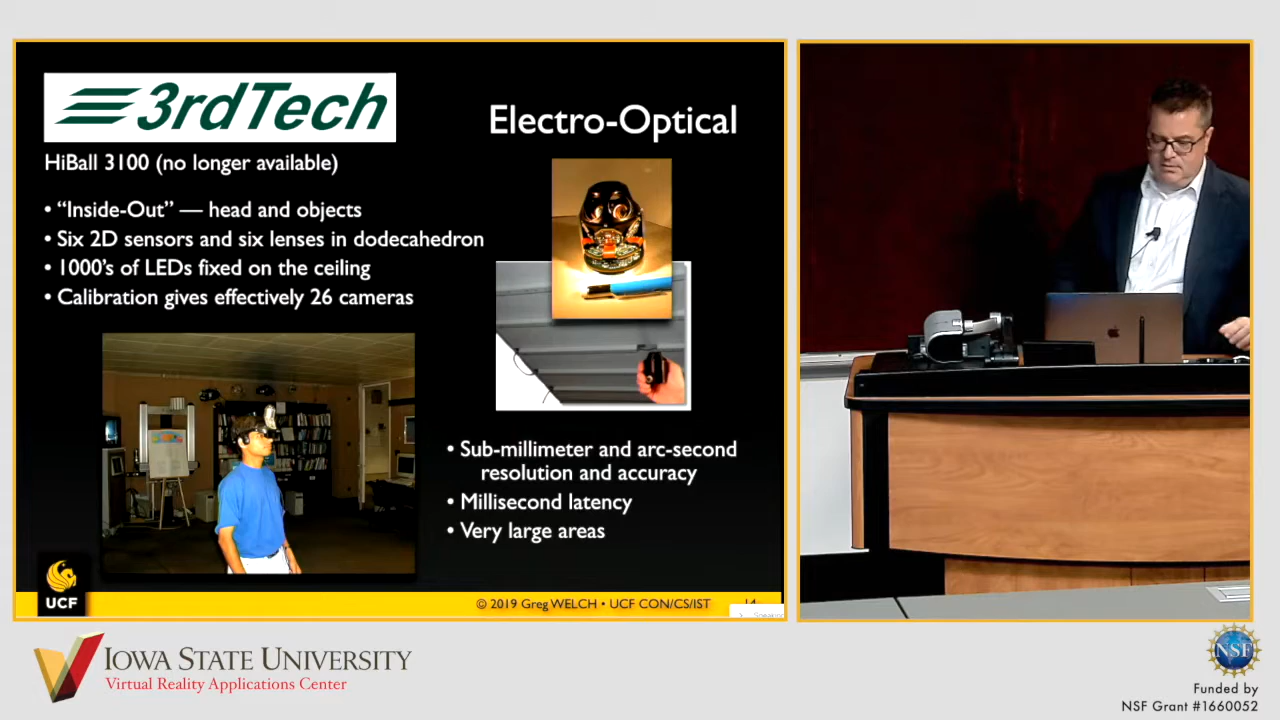 3rdTech
Electro-Optical
HiBall 3100 (no longer available)
• “Inside-Out” — head and objects
• Six 2D sensors and six lenses in dodecahedron
• 1000's of LEDs fixed on the ceiling
• Calibration gives effectively 26 cameras
• Sub-millimeter and arc-second
resolution and accuracy
• Millisecond latency
• Very large areas
UCF
© 2019 Greg WELCH • UCF CON/CS/IST
IOWA STATE UNIVERSITY
Virtual Reality Applications Center
NSF
Funded by
NSF Grant #1660052